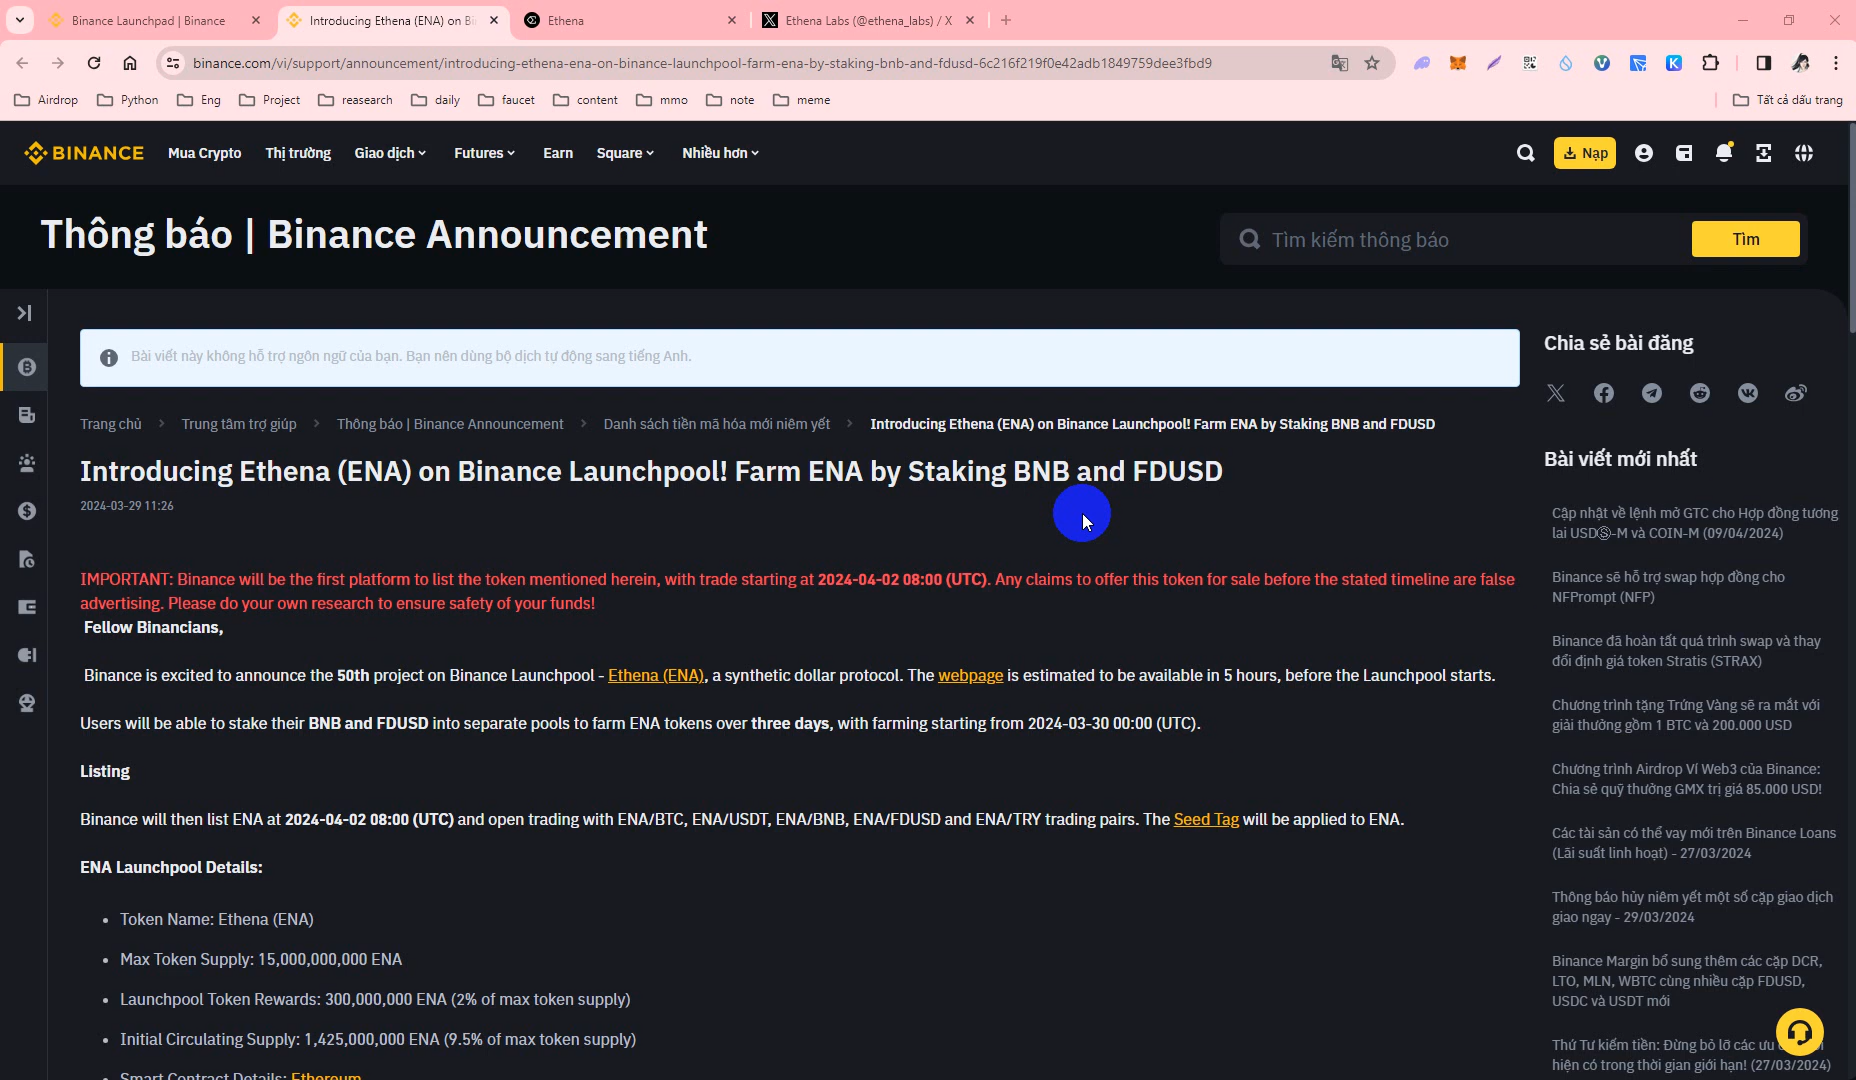 Binance Launchpad | Binance
Introducing Ethena (ENA) on Bi
Ethena
Ethena Labs (@ethena_labs) / X
binance.com/vi/support/announcement/introducing-ethena-ena-on-binance-launchpool-farm-ena-by-staking-bnb-and-fdusd-6c216f219f0e42adb1849759dee3fbd9
Airdrop Python Eng Project reasearch daily faucet content mmo note meme Tất cả dấu trang
BINANCE Mua Crypto Thị trường Giao dịch Futures Earn Square Nhiều hơn Nạp
Thông báo | Binance Announcement
Tìm kiếm thông báo
Tìm
Bài viết này không hỗ trợ ngôn ngữ của bạn. Bạn nên dùng bộ dịch tự động sang tiếng Anh.
Trang chủ > Trung tâm trợ giúp > Thông báo | Binance Announcement > Danh sách tiền mã hóa mới niêm yết > Introducing Ethena (ENA) on Binance Launchpool! Farm ENA by Staking BNB and FDUSD
Introducing Ethena (ENA) on Binance Launchpool! Farm ENA by Staking BNB and FDUSD
2024-03-29 11:26
IMPORTANT: Binance will be the first platform to list the token mentioned herein, with trade starting at 2024-04-02 08:00 (UTC). Any claims to offer this token for sale before the stated timeline are false
advertising. Please do your own research to ensure safety of your funds!
Fellow Binancians,
Binance is excited to announce the 50th project on Binance Launchpool - Ethena (ENA), a synthetic dollar protocol. The webpage is estimated to be available in 5 hours, before the Launchpool starts.
Users will be able to stake their BNB and FDUSD into separate pools to farm ENA tokens over three days, with farming starting from 2024-03-30 00:00 (UTC).
Listing
Binance will then list ENA at 2024-04-02 08:00 (UTC) and open trading with ENA/BTC, ENA/USDT, ENA/BNB, ENA/FDUSD and ENA/TRY trading pairs. The Seed Tag will be applied to ENA.
ENA Launchpool Details:
• Token Name: Ethena (ENA)
• Max Token Supply: 15,000,000,000 ENA
• Launchpool Token Rewards: 300,000,000 ENA (2% of max token supply)
• Initial Circulating Supply: 1,425,000,000 ENA (9.5% of max token supply)
• Smart Contract Details: Ethereum
Chia sẻ bài đăng
Bài viết mới nhất
Cập nhật về lệnh mở GTC cho Hợp đồng tương
lai USDⓈ-M và COIN-M (09/04/2024)
Binance sẽ hỗ trợ swap hợp đồng cho
NFPrompt (NFP)
Binance đã hoàn tất quá trình swap và thay
đổi định giá token Stratis (STRAX)
Chương trình tặng Trứng Vàng sẽ ra mắt với
giải thưởng gồm 1 BTC và 200.000 USD
Chương trình Airdrop Ví Web3 của Binance:
Chia sẻ quỹ thưởng GMX trị giá 85.000 USD!
Các tài sản có thể vay mới trên Binance Loans
(Lãi suất linh hoạt) - 27/03/2024
Thông báo hủy niêm yết một số cặp giao dịch
giao ngay - 29/03/2024
Binance Margin bổ sung thêm các cặp DCR,
LTO, MLN, WBTC cùng nhiều cặp FDUSD,
USDC và USDT mới
Thứ Tư kiếm tiền: Đừng bỏ lỡ các ưu
hiện có trong thời gian giới hạn! (27/03/2024)